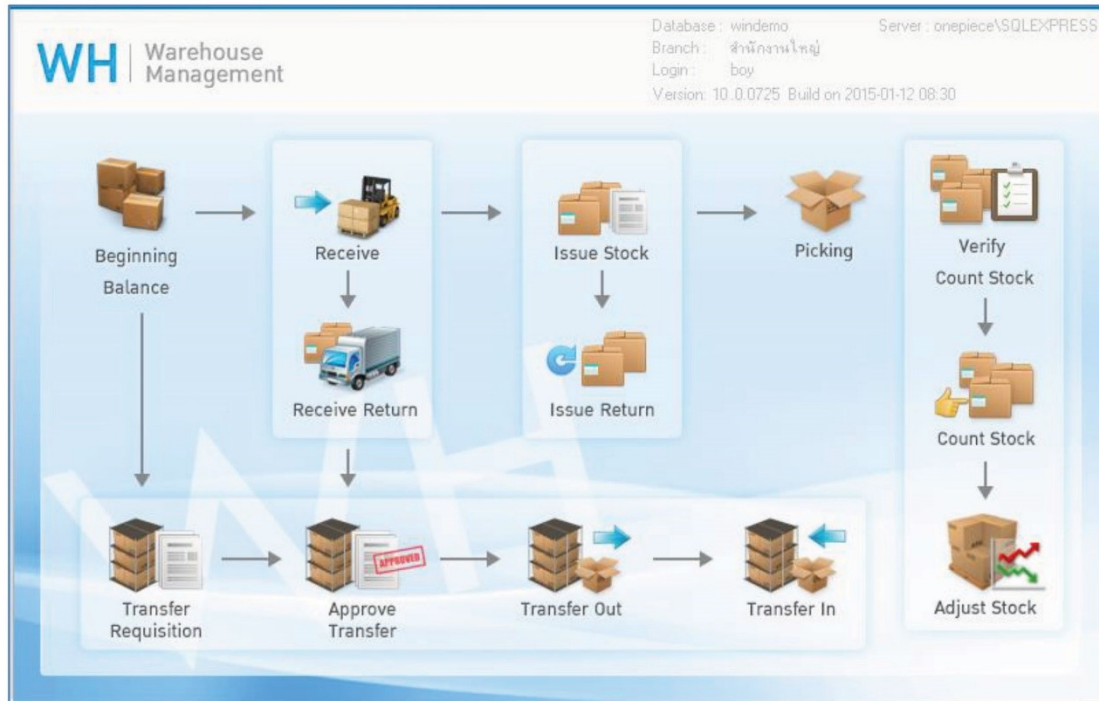 WH
Warehouse
Management
Database : windemo Server : onepiece\SQLEXPRESS
Branch : สำนักงานใหญ่
Login : boy
Version: 10 .0.0725 Build on 2015-01-12 08:30
Beginning
Balance
Receive
Issue Stock
Picking
Verify
Count Stock
Receive Return
Issue Return
Count Stock
APPROVED
Transfer
Requisition
Approve
Transfer
Transfer Out
Transfer In
Adjust Stock
WH